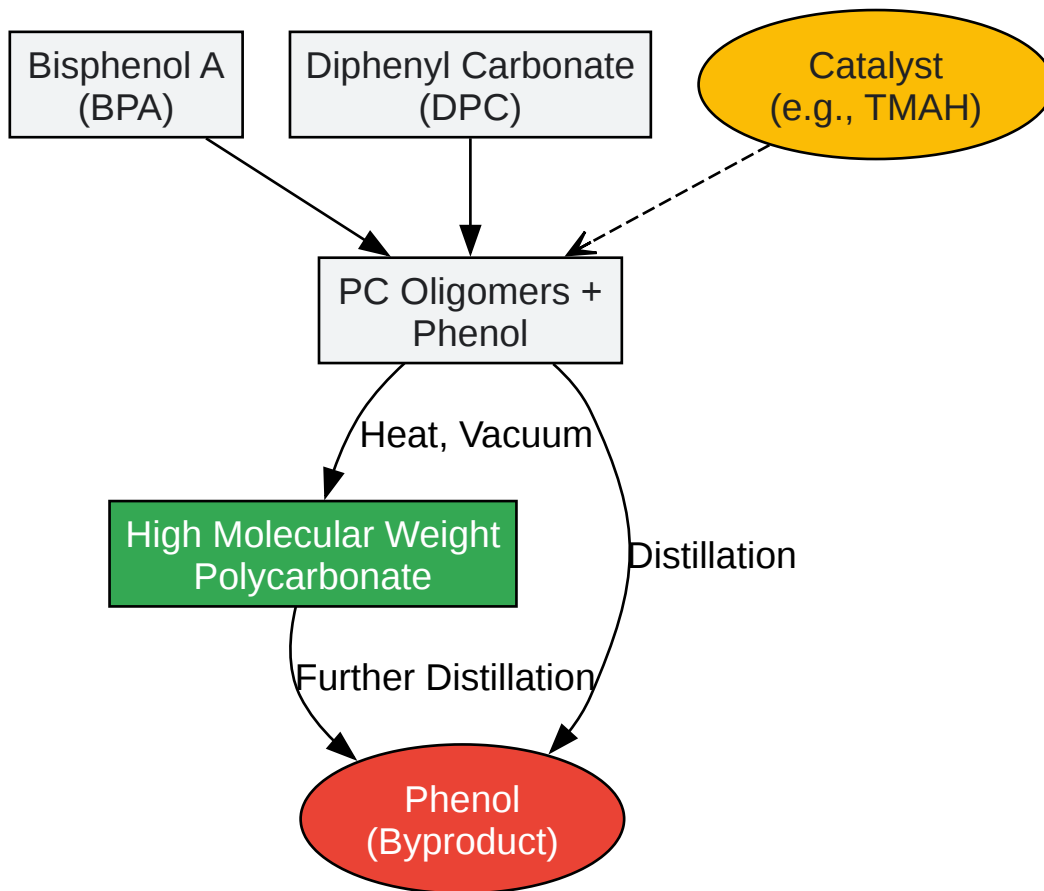 Bisphenol A
(BPA)
Diphenyl Carbonate
(DPC)
Catalyst
(e.g., TMAH)
PC Oligomers +
Phenol
Heat, Vacuum
High Molecular Weight
Polycarbonate
Distillation
Further Distillation
Phenol
(Byproduct)